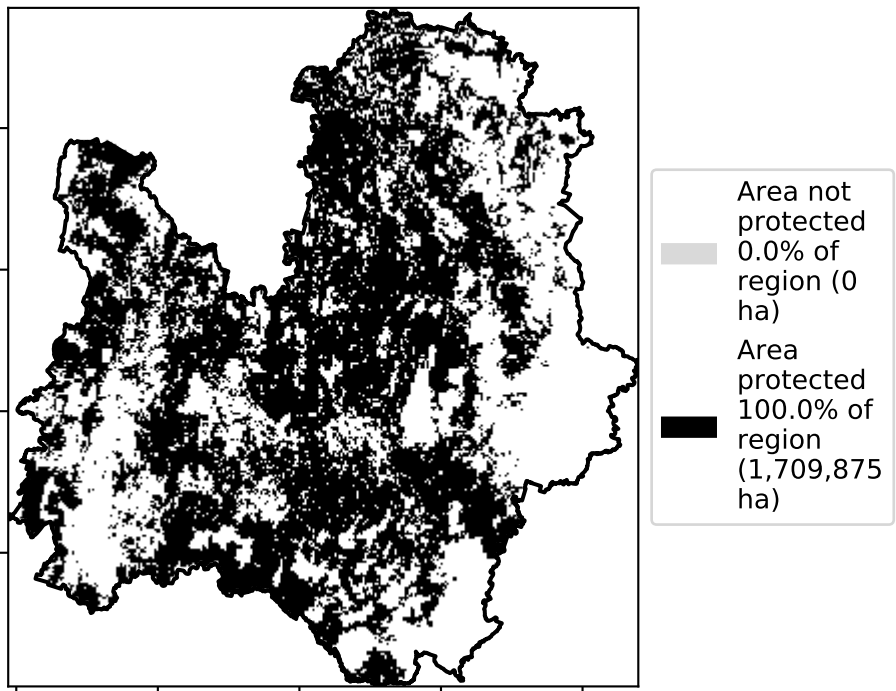 Area not
protected
0.0% of
region (0
ha)
Area
protected
100.0% of
region
(1,709,875
ha)